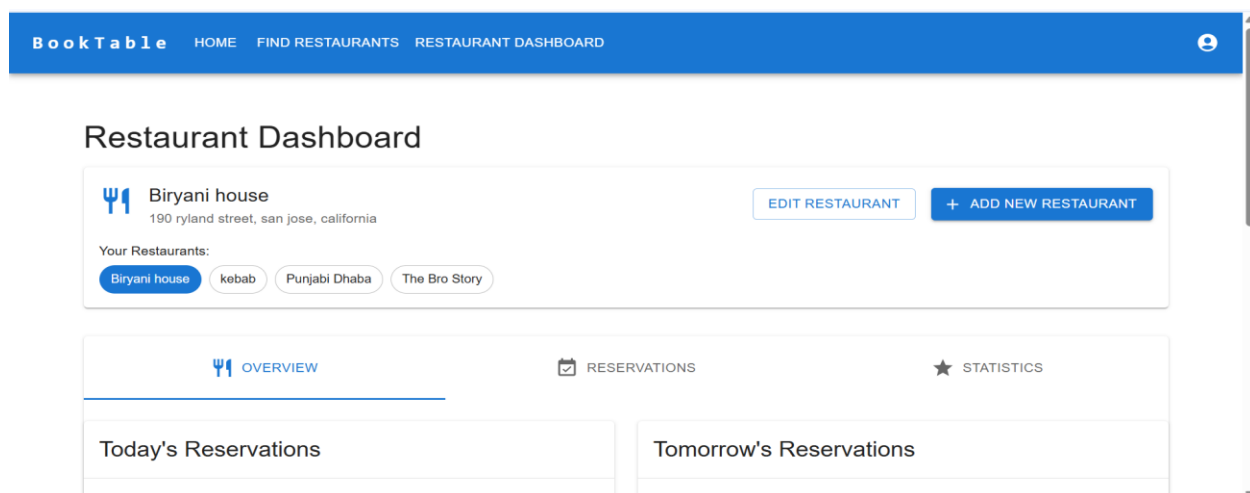 BookTable HOME FIND RESTAURANTS RESTAURANT DASHBOARD
Restaurant Dashboard
Biryani house
190 ryland street, san jose, california
EDIT RESTAURANT + ADD NEW RESTAURANT
Your Restaurants:
Biryani house kebab Punjabi Dhaba The Bro Story
OVERVIEW RESERVATIONS STATISTICS
Today's Reservations Tomorrow's Reservations